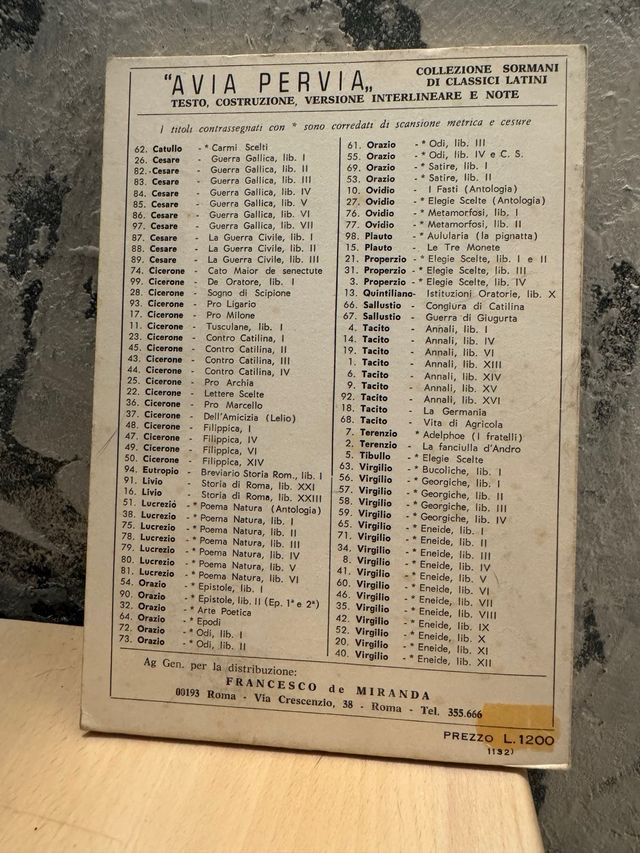 "AVIA PERVIA„
COLLEZIONE SORMANI
DI CLASSICI LATINI
TESTO, COSTRUZIONE, VERSIONE INTERLINEARE E NOTE
I titoli contrassegnati con * sono corredati di scansione metrica e cesure
62. Catullo - * Carmi Scelti
26. Cesare - Guerra Gallica, lib. I
82. Cesare - Guerra Gallica, lib. II
83. Cesare - Guerra Gallica, lib. III
84. Cesare - Guerra Gallica, lib. IV
85. Cesare - Guerra Gallica, lib. V
86. Cesare - Guerra Gallica, lib. VI
97. Cesare - Guerra Gallica, lib. VII
87. Cesare - La Guerra Civile, lib. I
88. Cesare - La Guerra Civile, lib. II
89. Cesare - La Guerra Civile, lib. III
74. Cicerone - Cato Maior de senectute
99. Cicerone - De Oratore, lib. I
28. Cicerone - Sogno di Scipione
93. Cicerone - Pro Ligario
17. Cicerone - Pro Milone
11. Cicerone - Tusculane, lib. I
23. Cicerone - Contro Catilina, I
45. Cicerone - Contro Catilina, II
43. Cicerone - Contro Catilina, III
44. Cicerone - Contro Catilina, IV
25. Cicerone - Pro Archia
22. Cicerone - Lettere Scelte
36. Cicerone - Pro Marcello
37. Cicerone - Dell'Amicizia (Lelio)
48. Cicerone - Filippica, I
47. Cicerone - Filippica, IV
49. Cicerone - Filippica, VI
50. Cicerone - Filippica, XIV
94. Eutropio - Breviario Storia Rom., lib. I
91. Livio - Storia di Roma, lib. XXI
16. Livio - Storia di Roma, lib. XXIII
51. Lucrezio - * Poema Natura (Antologia)
38. Lucrezio - * Poema Natura, lib. I
75. Lucrezio - * Poema Natura, lib. II
78. Lucrezio - * Poema Natura, lib. III
79. Lucrezio - * Poema Natura, lib. IV
80. Lucrezio - * Poema Natura, lib. V
81. Lucrezio - * Poema Natura, lib. VI
54. Orazio - * Epistole, lib. I
90. Orazio - * Epistole, lib. II (Ep. 1ª e 2ª)
32. Orazio - * Arte Poetica
64. Orazio - * Epodi
72. Orazio - * Odi, lib. I
73. Orazio - * Odi, lib. II
61. Orazio - * Odi, lib. III
55. Orazio - * Odi, lib. IV e C. S.
69. Orazio - * Satire, lib. I
53. Orazio - * Satire, lib. II
10. Ovidio - I Fasti (Antologia)
27. Ovidio - * Elegie Scelte (Antologia)
76. Ovidio - * Metamorfosi, lib. I
77. Ovidio - * Metamorfosi, lib. II
98. Plauto - * Aulularia (la pignatta)
15. Plauto - Le Tre Monete
21. Properzio - * Elegie Scelte, lib. I e II
31. Properzio - * Elegie Scelte, lib. III
3. Properzio - * Elegie Scelte, lib. IV
13. Quintiliano - Istituzioni Oratorie, lib. X
66. Sallustio - Congiura di Catilina
67. Sallustio - Guerra di Giugurta
4. Tacito - Annali, lib. I
14. Tacito - Annali, lib. IV
19. Tacito - Annali, lib. VI
1. Tacito - Annali, lib. XIII
6. Tacito - Annali, lib. XIV
9. Tacito - Annali, lib. XV
92. Tacito - Annali, lib. XVI
18. Tacito - La Germania
68. Tacito - Vita di Agricola
7. Terenzio - * Adelphoe (I fratelli)
2. Terenzio - La fanciulla d'Andro
5. Tibullo - * Elegie Scelte
63. Virgilio - * Bucoliche, lib. I
56. Virgilio - * Georgiche, lib. I
57. Virgilio - * Georgiche, lib. II
58. Virgilio - * Georgiche, lib. III
59. Virgilio - * Georgiche, lib. IV
65. Virgilio - * Eneide, lib. I
71. Virgilio - * Eneide, lib. II
34. Virgilio - * Eneide, lib. III
8. Virgilio - * Eneide, lib. IV
41. Virgilio - * Eneide, lib. V
60. Virgilio - * Eneide, lib. VI
46. Virgilio - * Eneide, lib. VII
35. Virgilio - * Eneide, lib. VIII
42. Virgilio - * Eneide, lib. IX
52. Virgilio - * Eneide, lib. X
20. Virgilio - * Eneide, lib. XI
40. Virgilio - * Eneide, lib. XII
Ag Gen. per la distribuzione:
FRANCESCO de MIRANDA
00193 Roma - Via Crescenzio, 38 - Roma - Tel. 355.666
PREZZO L.1200
1132)